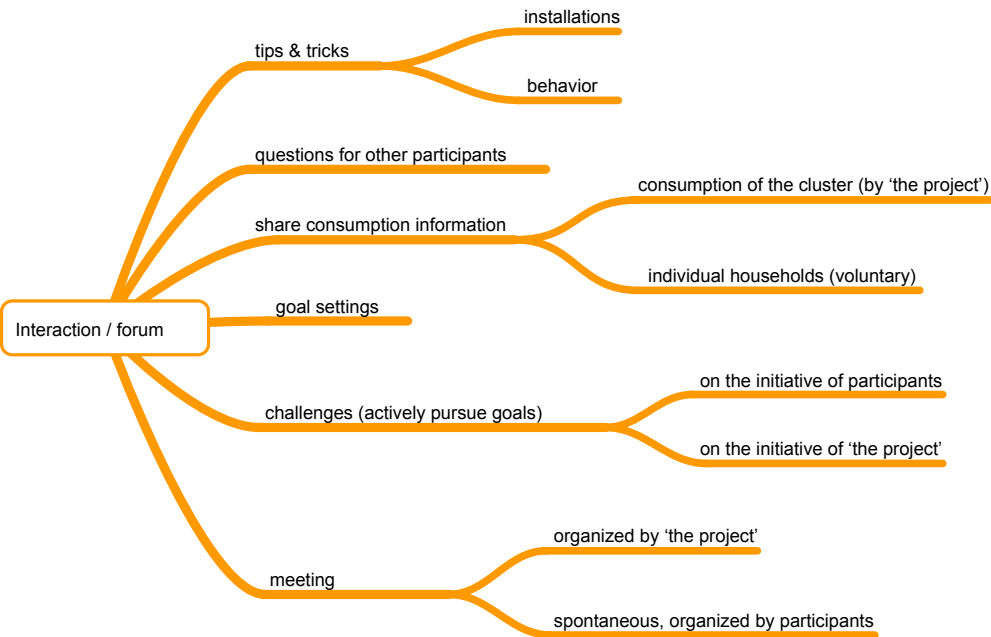 installations
tips & tricks
behavior
questions for other participants
consumption of the cluster (by ‘the project’)
share consumption information
individual households (voluntary)
goal settings
Interaction / forum
on the initiative of participants
challenges (actively pursue goals)
on the initiative of ‘the project’
organized by ‘the project’
meeting
spontaneous, organized by participants